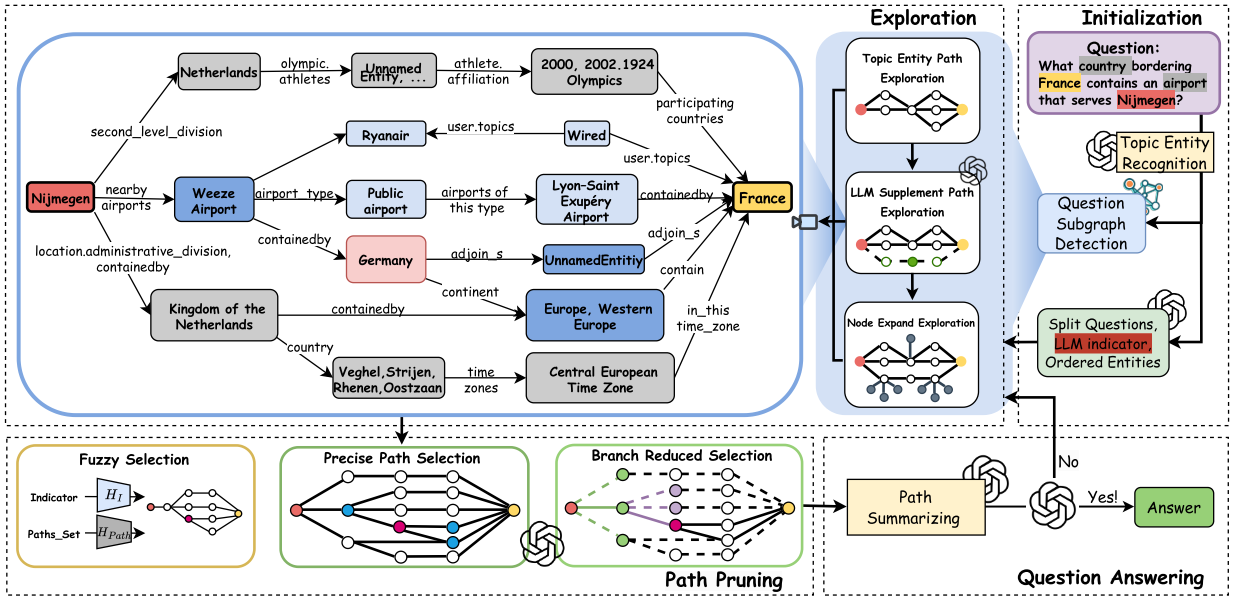 Exploration
Initialization
Netherlands
olympic.
athletes
Unnamed
Entity, ...
athlete.
affiliation
2000, 2002.1924
Olympics
participating
countries
second_level_division
Ryanair
user.topics
Wired
user.topics
Nijmegen
nearby
airports
Weeze
Airport
airport_type
Public
airport
airports of
this type
Lyon-Saint
Exupéry
Airport
containedby
France
containedby
Germany
adjoin_s
UnnamedEntitiy
adjoin_s
location.administrative_division,
containedby
continent
contain
Kingdom of the
Netherlands
containedby
Europe, Western
Europe
in_this
time_zone
country
Veghel,Strijen,
Rhenen,Oostzaan
time
zones
Central European
Time Zone
Topic Entity Path
Exploration
LLM Supplement Path
Exploration
Node Expand Exploration
Question:
What country bordering
France contains an airport
that serves Nijmegen?
Topic Entity
Recognition
Question
Subgraph
Detection
Split Questions,
LLM indicator,
Ordered Entities
Fuzzy Selection
Indicator
H_I
Paths_Set
H_Path
Precise Path Selection
Branch Reduced Selection
Path Pruning
Path
Summarizing
No
Yes!
Answer
Question Answering